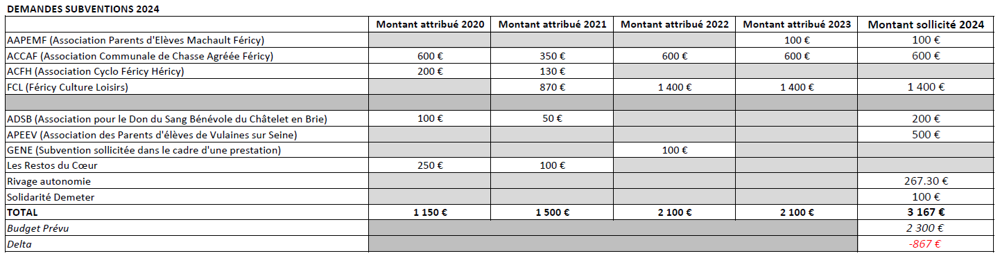 DEMANDES SUBVENTIONS 2024
Montant attribué 2020 Montant attribué 2021 Montant attribué 2022 Montant attribué 2023 Montant sollicité 2024
AAPEMF (Association Parents d'Elèves Machault Féricy) 100 € 100 €
ACCAF (Association Communale de Chasse Agréée Féricy) 600 € 350 € 600 € 600 € 600 €
ACFH (Association Cyclo Féricy Héricy) 200 € 130 €
FCL (Féricy Culture Loisirs) 870 € 1 400 € 1 400 € 1 400 €
ADSB (Association pour le Don du Sang Bénévole du Châtelet en Brie) 100 € 50 € 200 €
APEEV (Association des Parents d'élèves de Vulaines sur Seine) 500 €
GENE (Subvention sollicitée dans le cadre d'une prestation) 100 €
Les Restos du Cœur 250 € 100 €
Rivage autonomie 267.30 €
Solidarité Demeter 100 €
TOTAL 1 150 € 1 500 € 2 100 € 2 100 € 3 167 €
Budget Prévu 2 300 €
Delta -867 €